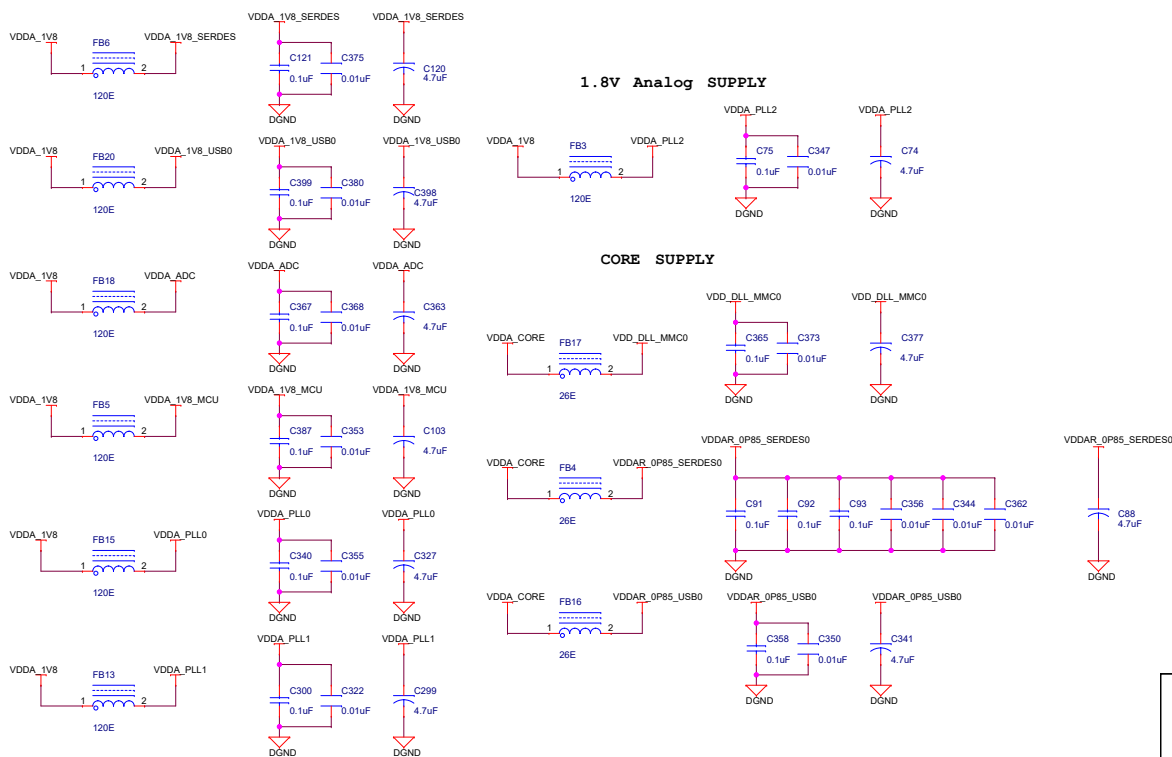 VDDA_1V8
FB6
VDDA_1V8_SERDES
1
2
120E
VDDA_1V8_SERDES
C121
0.1uF
C375
0.01uF
DGND
VDDA_1V8_SERDES
C120
4.7uF
DGND
VDDA_1V8
FB20
VDDA_1V8_USB0
1
2
120E
VDDA_1V8_USB0
C399
0.1uF
C380
0.01uF
DGND
VDDA_1V8_USB0
C398
4.7uF
DGND
VDDA_1V8
FB18
VDDA_ADC
1
2
120E
VDDA_ADC
C367
0.1uF
C368
0.01uF
DGND
VDDA_ADC
C363
4.7uF
DGND
VDDA_1V8
FB5
VDDA_1V8_MCU
1
2
120E
VDDA_1V8_MCU
C387
0.1uF
C353
0.01uF
DGND
VDDA_1V8_MCU
C103
4.7uF
DGND
VDDA_1V8
FB15
VDDA_PLL0
1
2
120E
VDDA_PLL0
C340
0.1uF
C355
0.01uF
DGND
VDDA_PLL0
C327
4.7uF
DGND
VDDA_1V8
FB13
VDDA_PLL1
1
2
120E
VDDA_PLL1
C300
0.1uF
C322
0.01uF
DGND
VDDA_PLL1
C299
4.7uF
DGND
1.8V Analog SUPPLY
VDDA_1V8
FB3
VDDA_PLL2
1
2
120E
VDDA_PLL2
C75
0.1uF
C347
0.01uF
DGND
VDDA_PLL2
C74
4.7uF
DGND
CORE SUPPLY
VDDA_CORE
FB17
VDD_DLL_MMC0
1
2
26E
VDD_DLL_MMC0
C365
0.1uF
C373
0.01uF
DGND
VDD_DLL_MMC0
C377
4.7uF
DGND
VDDA_CORE
FB4
VDDAR_0P85_SERDES0
1
2
26E
VDDAR_0P85_SERDES0
C91
0.1uF
C92
0.1uF
C93
0.1uF
C356
0.01uF
C344
0.01uF
C362
0.01uF
DGND
VDDAR_0P85_SERDES0
C88
4.7uF
DGND
VDDA_CORE
FB16
VDDAR_0P85_USB0
1
2
26E
VDDAR_0P85_USB0
C358
0.1uF
C350
0.01uF
DGND
VDDAR_0P85_USB0
C341
4.7uF
DGND